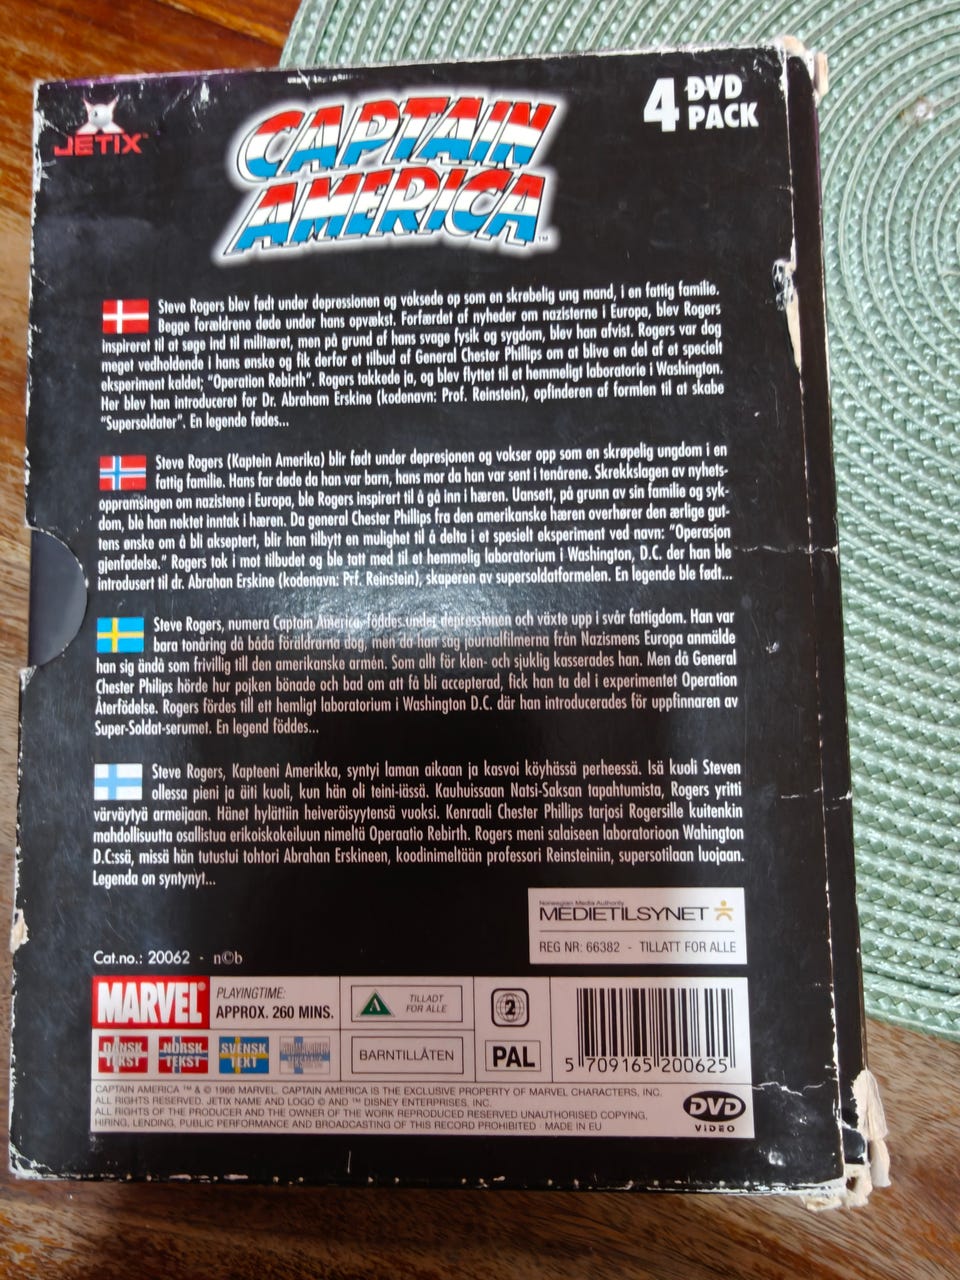 JETIX™
CAPTAIN
AMERICA™
4 DVD
PACK
Steve Rogers blev født under depressionen og voksede op som en skrøbelig ung mand, i en fattig familie.
Begge forældrene døde under hans opvækst. Forfærdet af nyheder om nazisterne i Europa, blev Rogers
inspireret til at søge ind til militæret, men på grund af hans svage fysik og sygdom, blev han afvist. Rogers var dog
meget vedholdende i hans ønske og fik derfor et tilbud af General Chester Phillips om at blive en del af et specielt
eksperiment kaldet; "Operation Rebirth". Rogers takkede ja, og blev flyttet til et hemmeligt laboratorie i Washington.
Her blev han introduceret for Dr. Abraham Erskine (kodenavn: Prof. Reinstein), opfinderen af formlen til at skabe
"Supersoldater". En legende fødes...
Steve Rogers (Kaptein Amerika) blir født under depresjonen og vokser opp som en skrøpelig ungdom i en
fattig familie. Hans far døde da han var barn, hans mor da han var sent i tenårene. Skrekkslagen av nyhets-
oppramsingen om nazistene i Europa, ble Rogers inspirert til å gå inn i hæren. Uansett, på grunn av sin familie og syk-
dom, ble han nektet inntak i hæren. Da general Chester Phillips fra den amerikanske hæren overhører den ærlige gut-
tens ønske om å bli akseptert, blir han tilbytt en mulighet til å delta i et spesielt eksperiment ved navn: "Operasjon
gjenfødelse." Rogers tok i mot tilbudet og ble tatt med til et hemmelig laboratorium i Washington, D.C. der han ble
introdusert til dr. Abraham Erskine (kodenavn: Prf. Reinstein), skaperen av supersoldatformelen. En legende ble født...
Steve Rogers, numera Captain America, föddes under depressionen och växte upp i svår fattigdom. Han var
bara tonåring då båda föräldrarna dog, men då han såg journalfilmerna från Nazismens Europa anmälde
han sig ändå som frivillig till den amerikanske armén. Som allt för klen- och sjuklig kasserades han. Men då General
Chester Philips hörde hur pojken bönade och bad om att få bli accepterad, fick han ta del i experimentet Operation
Återfödelse. Rogers fördes till ett hemligt laboratorium i Washington D.C. där han introducerades för uppfinnaren av
Super-Soldat-serumet. En legend föddes...
Steve Rogers, Kapteeni Amerikka, syntyi laman aikaan ja kasvoi köyhässä perheessä. Isä kuoli Steven
ollessa pieni ja äiti kuoli, kun hän oli teini-iässä. Kauhuissaan Natsi-Saksan tapahtumista, Rogers yritti
värväytyä armeijaan. Hänet hylättiin heiveröisyytensä vuoksi. Kenraali Chester Phillips tarjosi Rogersille kuitenkin
mahdollisuutta osallistua erikoiskokeiluun nimeltä Operaatio Rebirth. Rogers meni salaiseen laboratorioon Wahington
D.C:ssä, missä hän tutustui tohtori Abrahan Erskineen, koodinimeltään professori Reinsteiniin, supersotilaan luojaan.
Legenda on syntynyt...
Norwegian Media Authority
MEDIETILSYNET
REG NR: 66382 - TILLATT FOR ALLE
Cat.no.: 20062 - n©b
MARVEL®
PLAYINGTIME:
APPROX. 260 MINS.
A TILLADT
FOR ALLE
2
DANSK
TEKST
NORSK
TEKST
SVENSK
TEXT
BARNTILLÅTEN
PAL
5 709165 200625
CAPTAIN AMERICA ™ & © 1966 MARVEL. CAPTAIN AMERICA IS THE EXCLUSIVE PROPERTY OF MARVEL CHARACTERS, INC.
ALL RIGHTS RESERVED. JETIX NAME AND LOGO © AND ™ DISNEY ENTERPRISES, INC.
ALL RIGHTS OF THE PRODUCER AND THE OWNER OF THE WORK REPRODUCED RESERVED UNAUTHORISED COPYING,
HIRING, LENDING, PUBLIC PERFORMANCE AND BROADCASTING OF THIS RECORD PROHIBITED · MADE IN EU
DVD
VIDEO